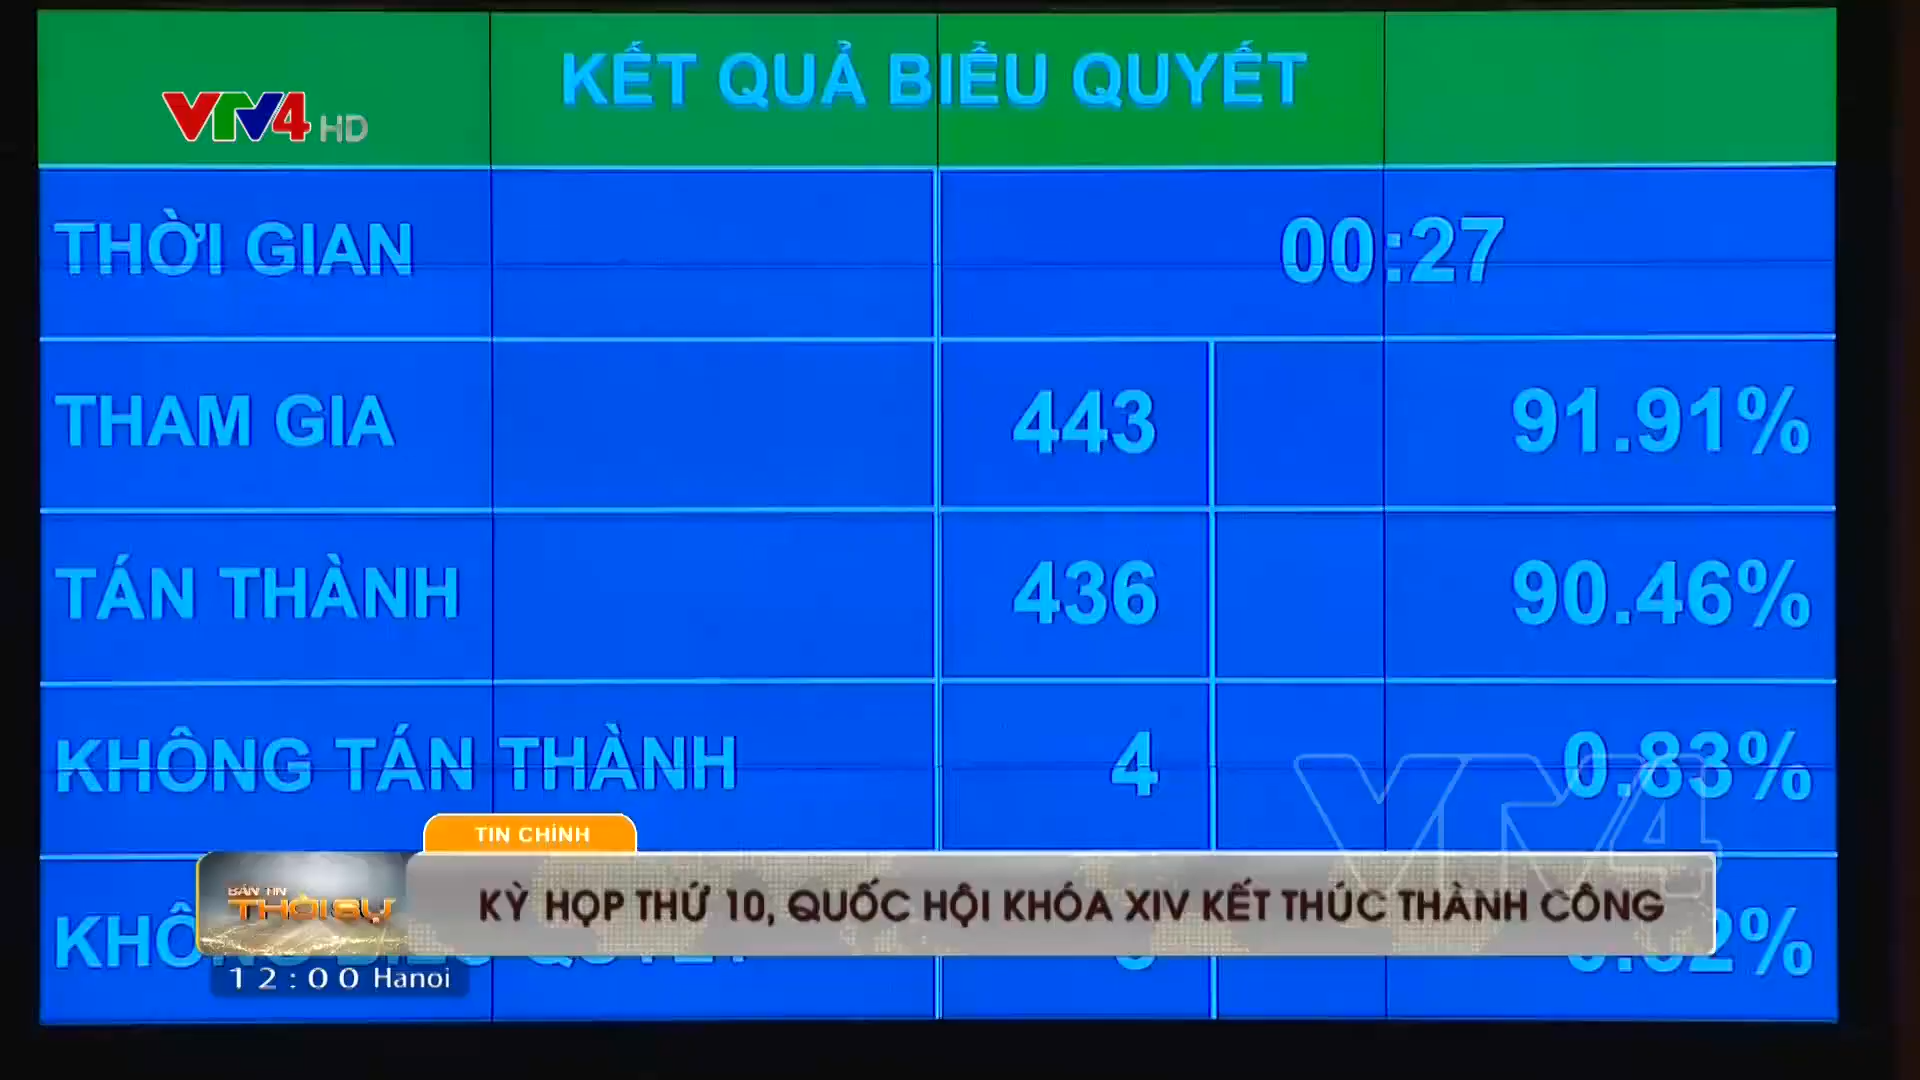 KẾT QUẢ BIỂU QUYẾT
VTV4 HD
THỜI GIAN 00:27
THAM GIA 443 91.91%
TÁN THÀNH 436 90.46%
KHÔNG TÁN THÀNH 4 0.83%
VTV4
TIN CHÍNH
BẢN TIN
THỜI SỰ
KỲ HỌP THỨ 10, QUỐC HỘI KHÓA XIV KẾT THÚC THÀNH CÔNG
12:00 Hanoi